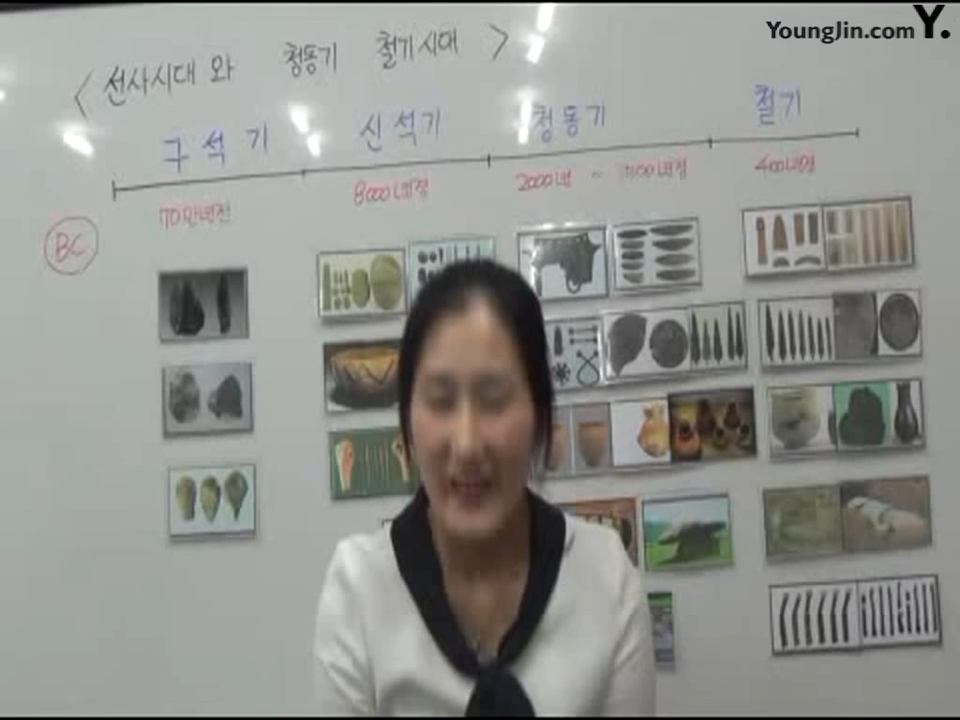 YoungJin.com Y.
< 선사시대 와 청동기 철기시대 >
구석기 신석기 청동기 철기
70만년전 8000년경 2000년 ~ 1500년경 400년경
BC